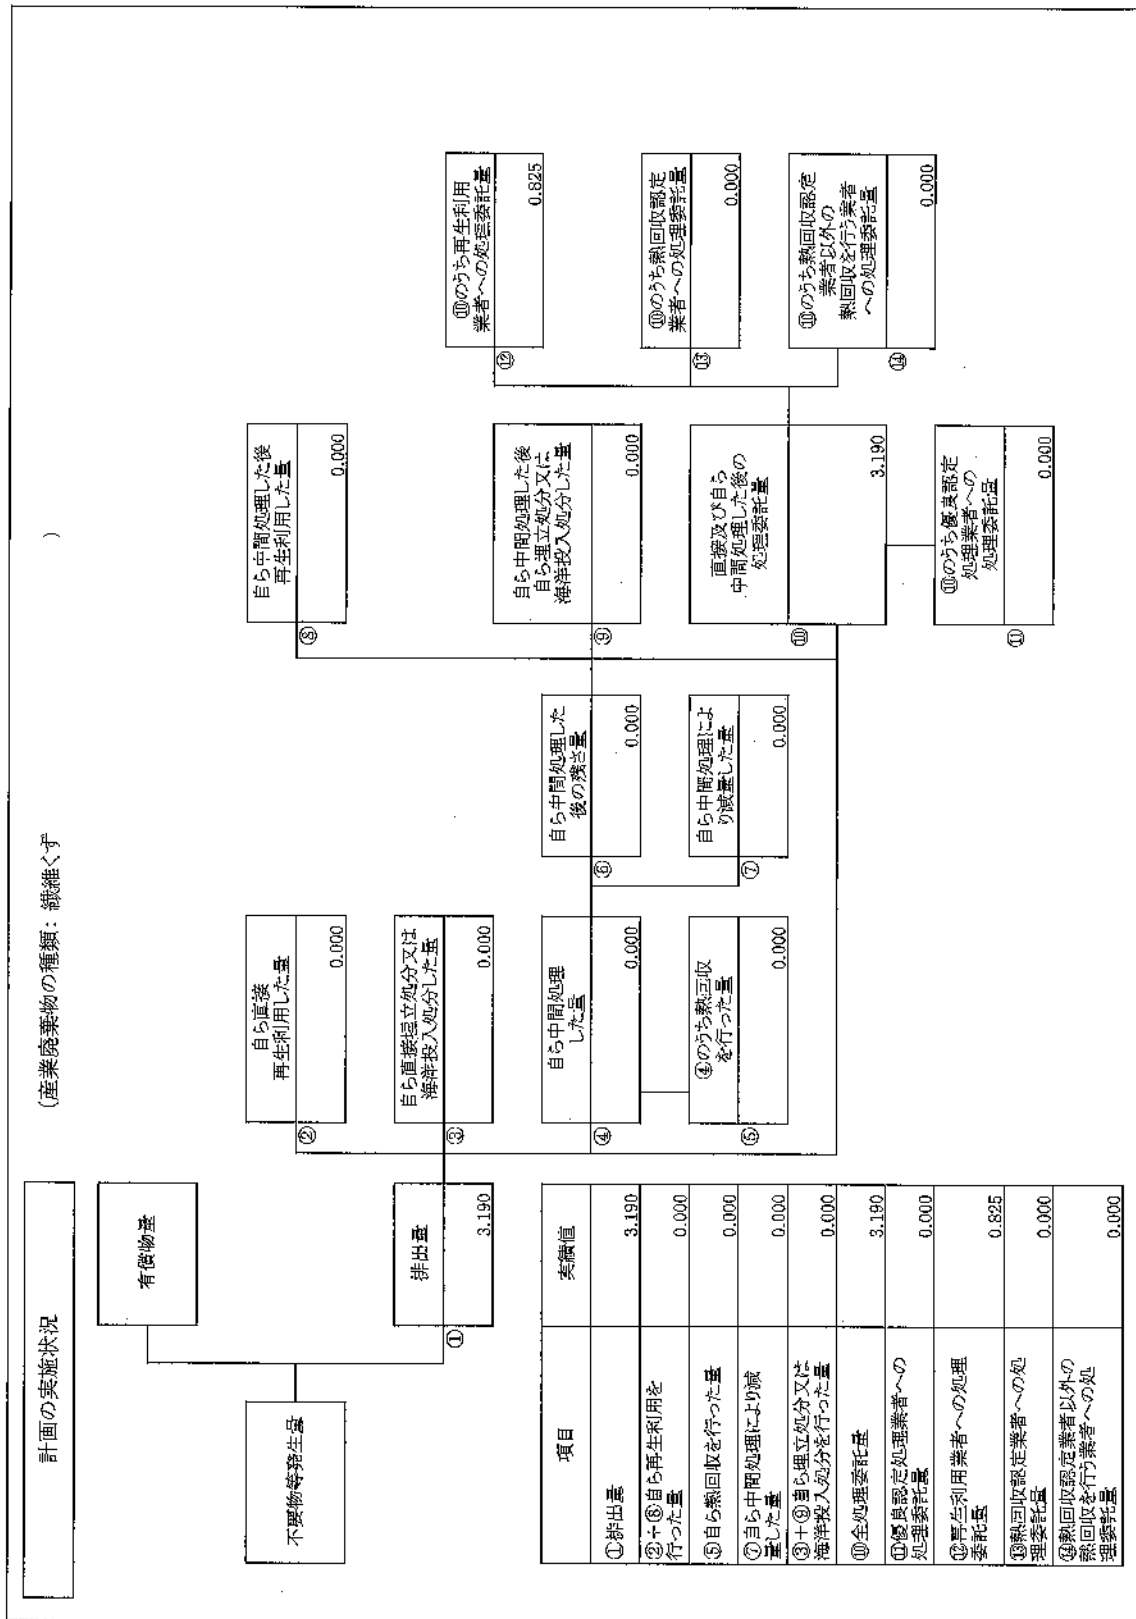 計画の実施状況
(産業廃棄物の種類: 繊維くず
)
有償物量
不要物等発生量
排出量
①
3.190
自ら直接
再生利用した量
②
0.000
自ら直接埋立処分又は
海洋投入処分した量
③
0.000
自ら中間処理
した量
④
0.000
④のうち熱回収
を行った量
⑤
0.000
自ら中間処理した
後の残さ量
⑥
0.000
自ら中間処理によ
り減量した量
⑦
0.000
自ら中間処理した後
再生利用した量
⑧
0.000
自ら中間処理した後
自ら埋立処分又は
海洋投入処分した量
⑨
0.000
直接及び自ら
中間処理した後の
処理委託量
⑩
3.190
⑩のうち優良認定
処理業者への
処理委託量
⑪
0.000
⑩のうち再生利用
業者への処理委託量
⑫
0.825
⑩のうち熱回収認定
業者への処理委託量
⑬
0.000
⑩のうち熱回収認定
業者以外の
熱回収を行う業者
への処理委託量
⑭
0.000
項目
実績値
①排出量
3.190
②+⑧自ら再生利用を
行った量
0.000
⑤自ら熱回収を行った量
0.000
⑦自ら中間処理により減
量した量
0.000
③+⑨自ら埋立処分又は
海洋投入処分を行った量
0.000
⑩全処理委託量
3.190
⑪優良認定処理業者への
処理委託量
0.000
⑫再生利用業者への処理
委託量
0.825
⑬熱回収認定業者への処
理委託量
0.000
⑭熱回収認定業者以外の
熱回収を行う業者への処
理委託量
0.000